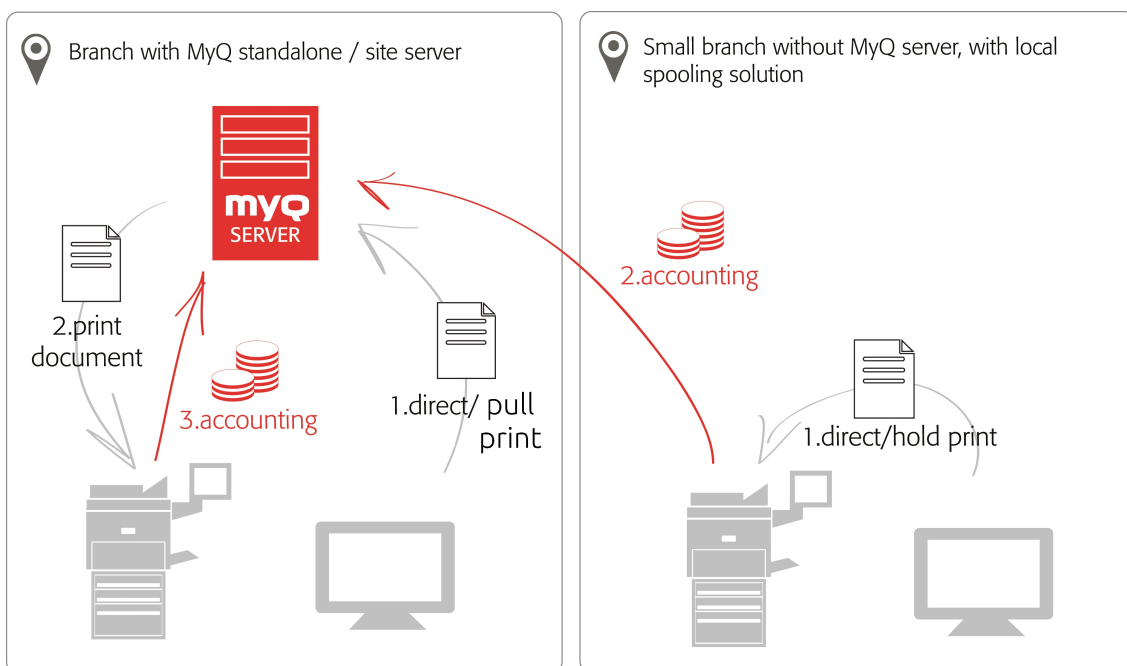 Branch with MyQ standalone / site server
myQ
SERVER
2.print
document
3.accounting
1.direct/ pull
print
Small branch without MyQ server, with local
spooling solution
2.accounting
1.direct/hold print